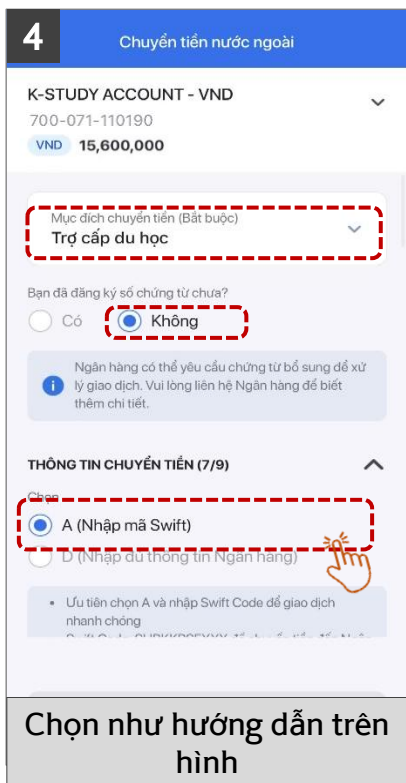 4
Chuyển tiền nước ngoài
K-STUDY ACCOUNT - VND
700-071-110190
VND 15,600,000
Mục đích chuyển tiền (Bắt buộc)
Trợ cấp du học
Bạn đã đăng ký số chứng từ chưa?
Có Không
Ngân hàng có thể yêu cầu chứng từ bổ sung để xử
lý giao dịch. Vui lòng liên hệ Ngân hàng để biết
thêm chi tiết.
THÔNG TIN CHUYỂN TIỀN (7/9)
Chọn
A (Nhập mã Swift)
D (Nhập đủ thông tin Ngân hàng)
• Ưu tiên chọn A và nhập Swift Code để giao dịch
nhanh chóng
Chọn như hướng dẫn trên
hình